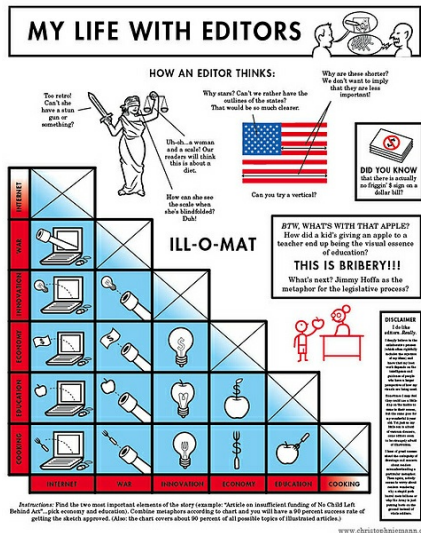 MY LIFE WITH EDITORS
HOW AN EDITOR THINKS:
Too retro!
Can't she
have a stun
gun or
something?
Uh-oh...a woman
and a scale! Our
readers will think
this is about a
diet.
How can she see
the scale when
she's blindfolded?
Duh!
Why stars? Can't we rather have the
outlines of the states?
That would be so much clearer.
Why are these shorter?
We don't want to imply
that they are less
important!
Can you try a vertical?
$
DID YOU KNOW
that there is actually
no friggin' $ sign on a
dollar bill?
ILL-O-MAT
BTW, WHAT'S WITH THAT APPLE?
How did a kid's giving an apple to a
teacher end up being the visual essence
of education?
THIS IS BRIBERY!!!
What's next? Jimmy Hoffa as the
metaphor for the legislative process?
DISCLAIMER
I do like
editors. Really.
INTERNET
WAR
INNOVATION
ECONOMY
EDUCATION
COOKING
INTERNET
WAR
INNOVATION
ECONOMY
EDUCATION
COOKING
Instructions: Find the two most important elements of the story (example: "Article on insufficient funding of No Child Left
Behind Act"...pick economy and education). Combine metaphors according to chart and you will have a 90 percent success rate of
getting the sketch approved. (Also: the chart covers about 90 percent of all possible topics of illustrated articles.)
www.christophniemann.com